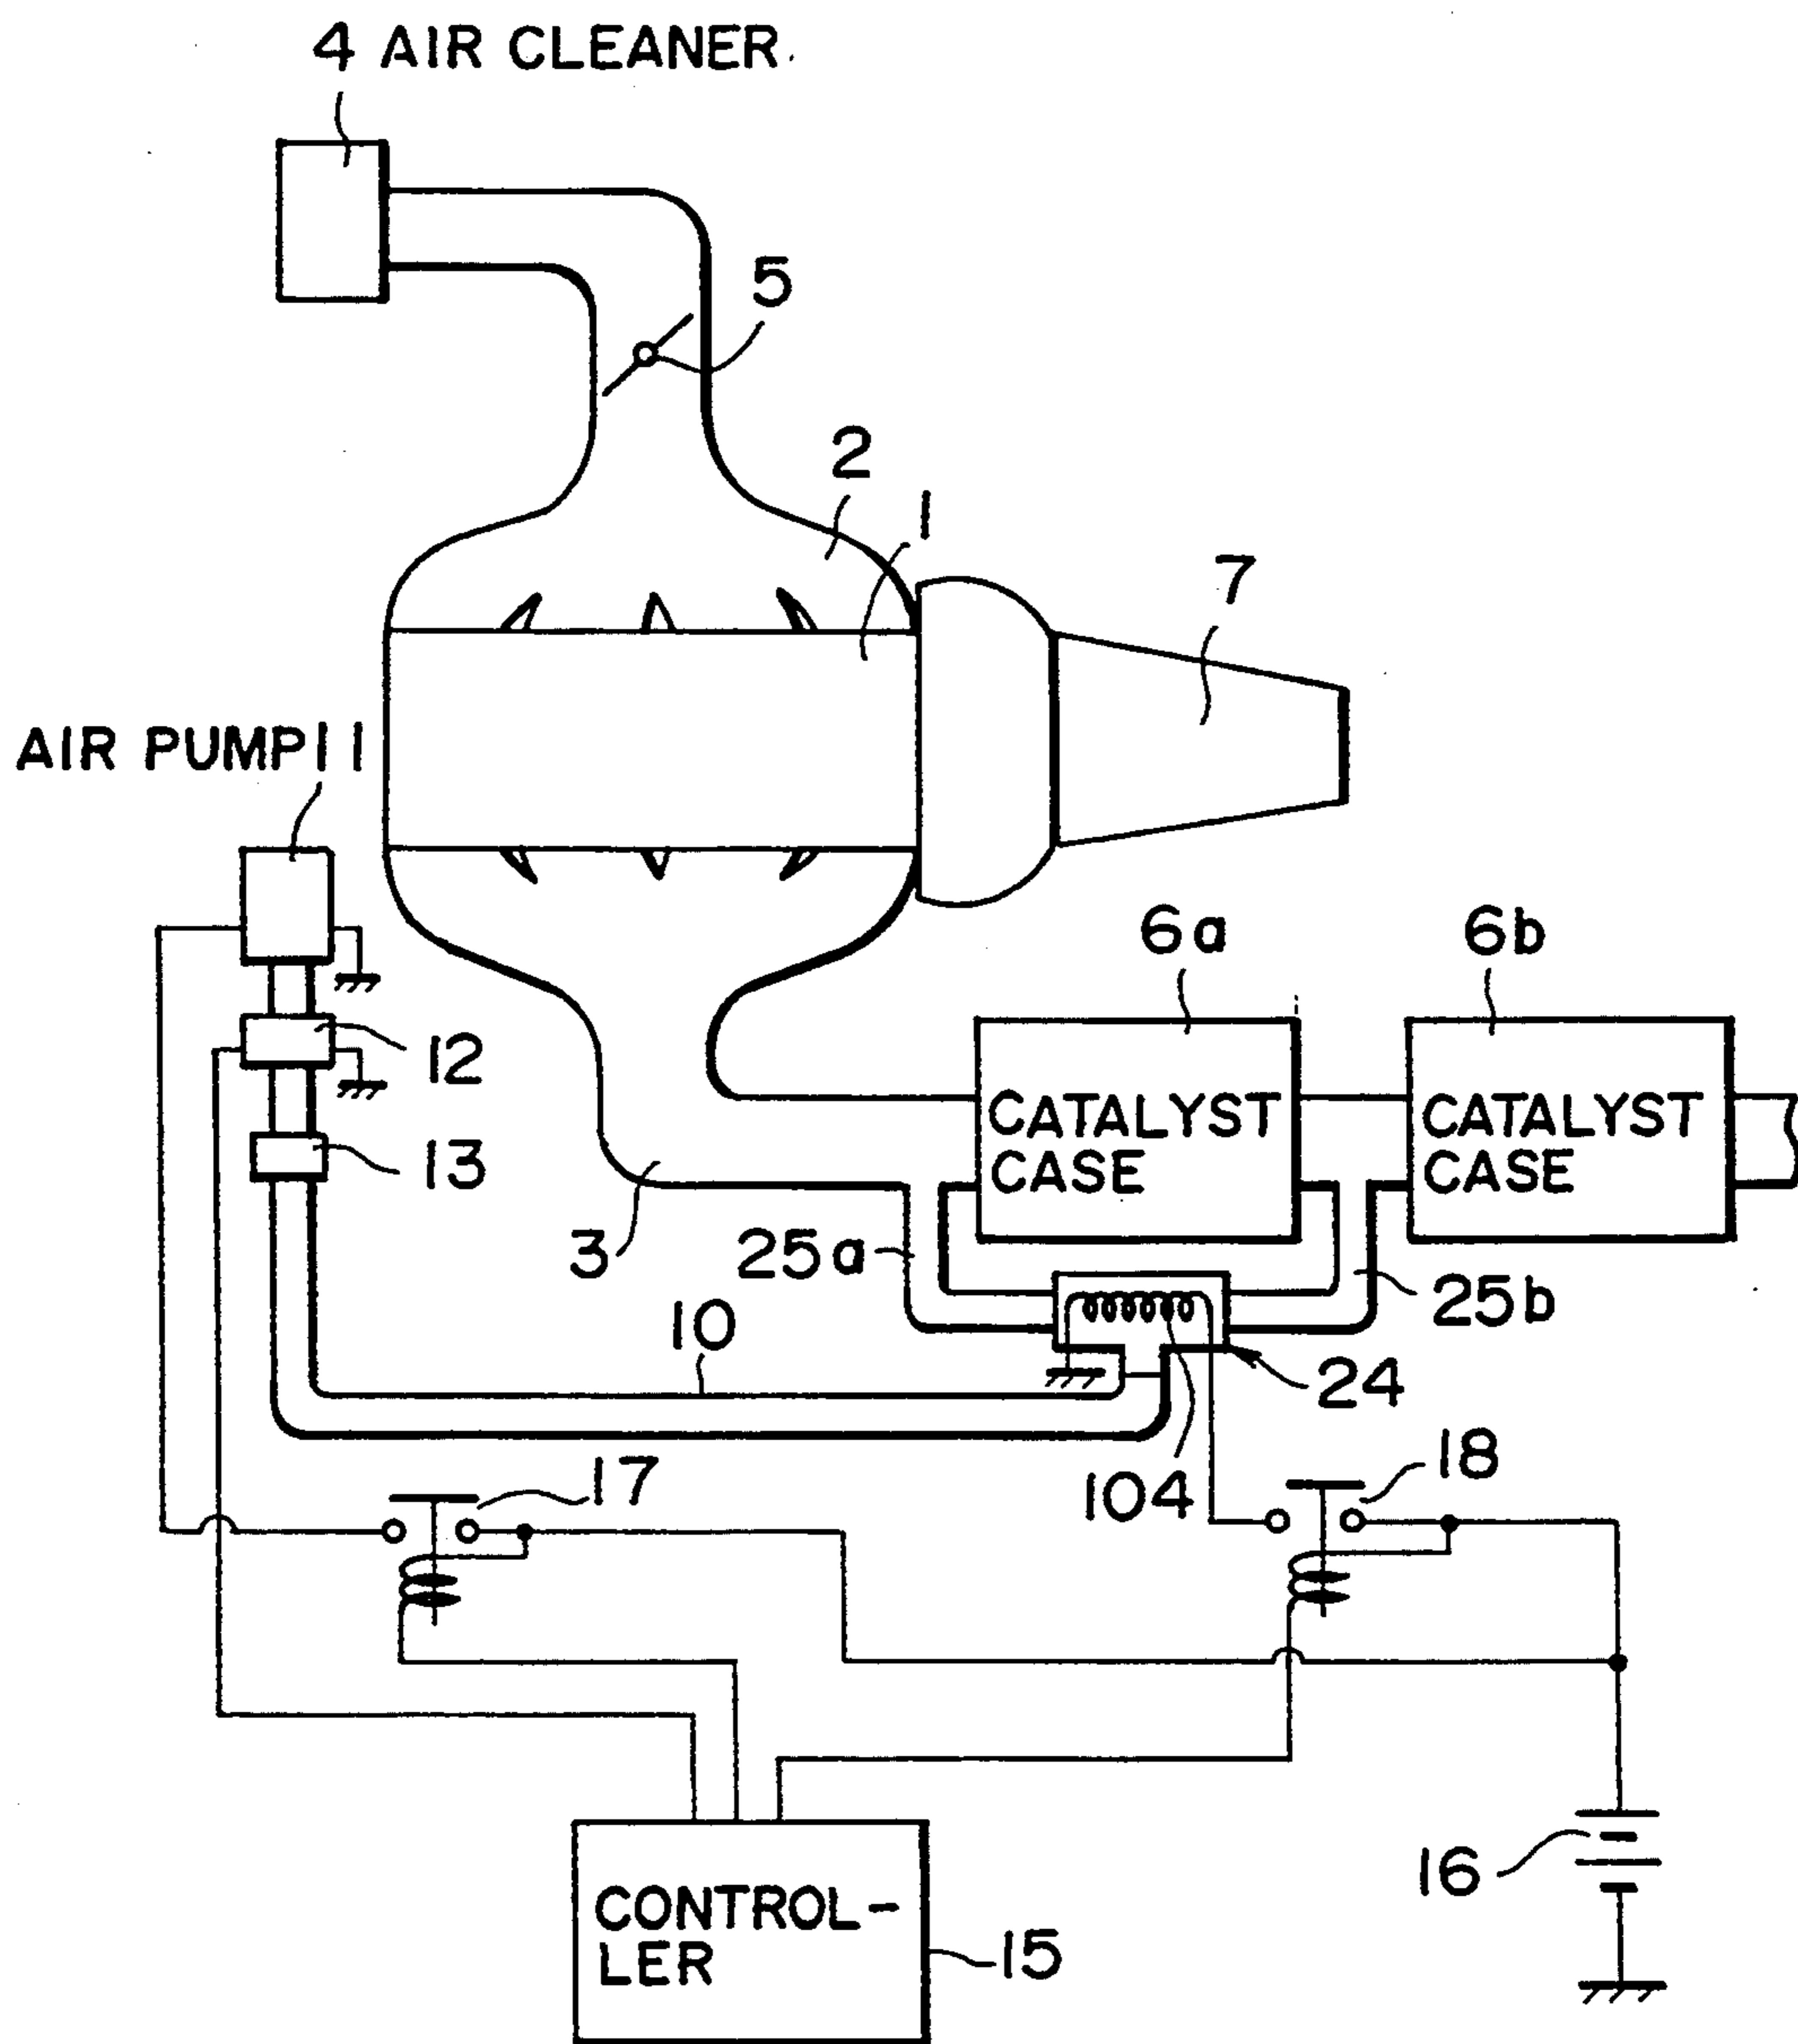 4 AIR CLEANER
5
2
1
7
AIR PUMP 11
6a
6b
12
CATALYST
CASE
CATALYST
CASE
13
3
25a
25b
10
24
104
17
18
16
CONTROL-
LER
15